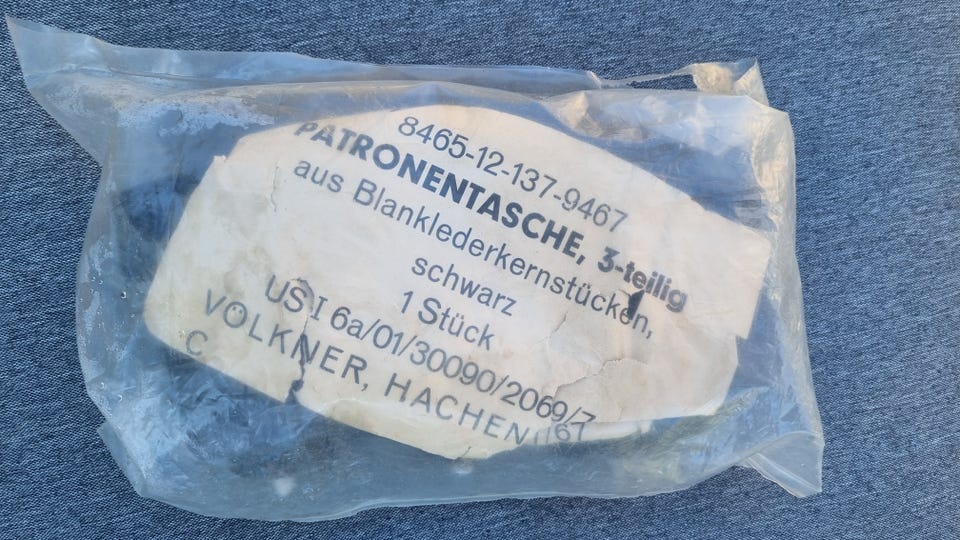 8465-12-137-9467
PATRONENTASCHE, 3-teilig
aus Blanklederkernstücken,
schwarz
1 Stück
US I 6a/01/30090/2069/7
VÖLKNER, HACHEN
C